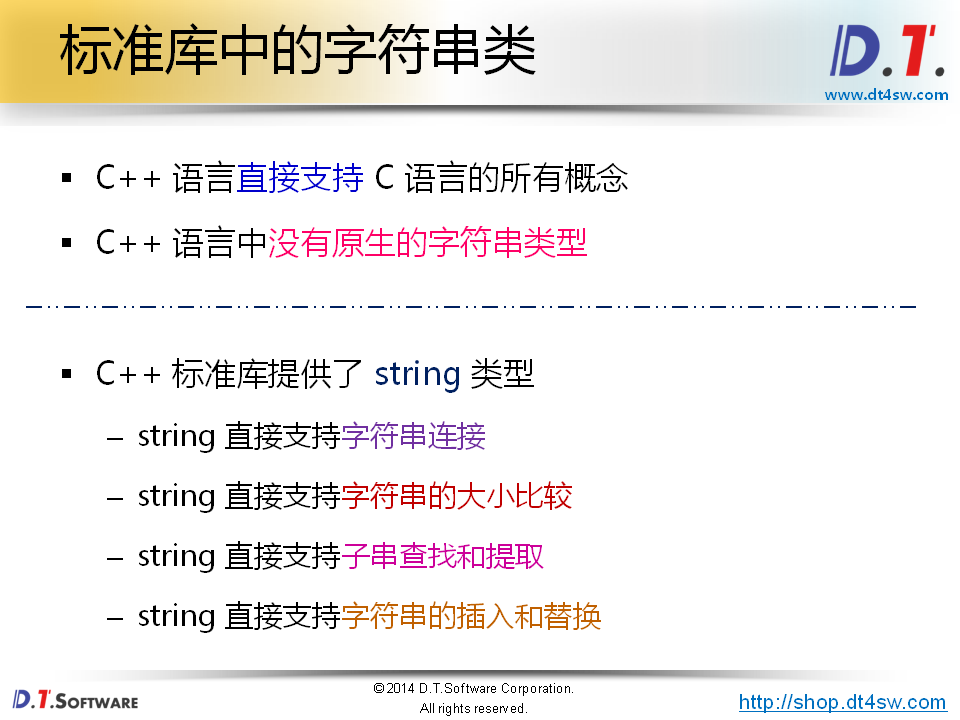 标准库中的字符串类
D.T.
www.dt4sw.com
▪ C++ 语言直接支持 C 语言的所有概念
▪ C++ 语言中没有原生的字符串类型
▪ C++ 标准库提供了 string 类型
– string 直接支持字符串连接
– string 直接支持字符串的大小比较
– string 直接支持子串查找和提取
– string 直接支持字符串的插入和替换
D.T.SOFTWARE
©2014 D.T.Software Corporation.
All rights reserved.
http://shop.dt4sw.com